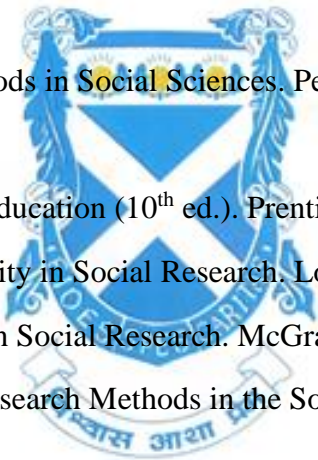 ods in Social Sciences. Pe
ducation (10th ed.). Prenti
ity in Social Research. Lo
n Social Research. McGra
search Methods in the So
आशा